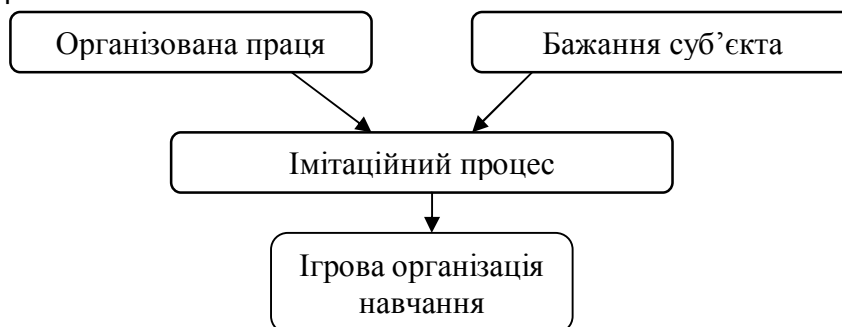 Організована праця
Бажання суб’єкта
Імітаційний процес
Ігрова організація
навчання